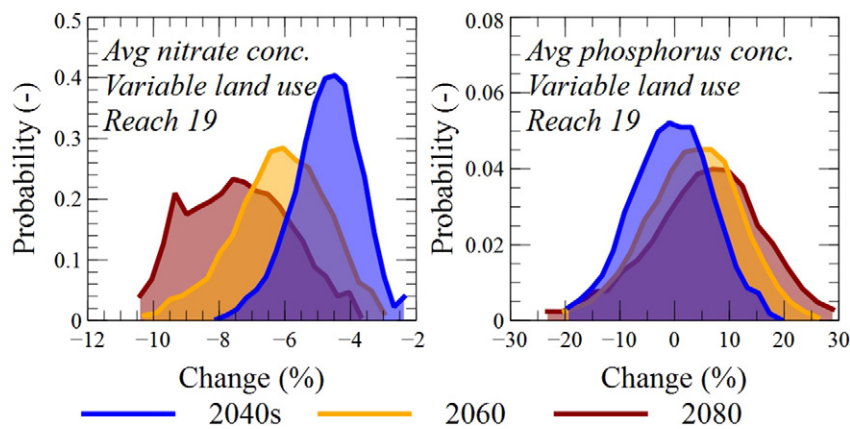 Avg nitrate conc.
Variable land use
Reach 19
Probability (-)
0.5
0.4
0.3
0.2
0.1
0
−12
−10
−8
−6
−4
−2
Change (%)
Avg phosphorus conc.
Variable land use
Reach 19
Probability (-)
0.08
0.06
0.04
0.02
0
−30
−20
−10
0
10
20
30
Change (%)
2040s
2060
2080